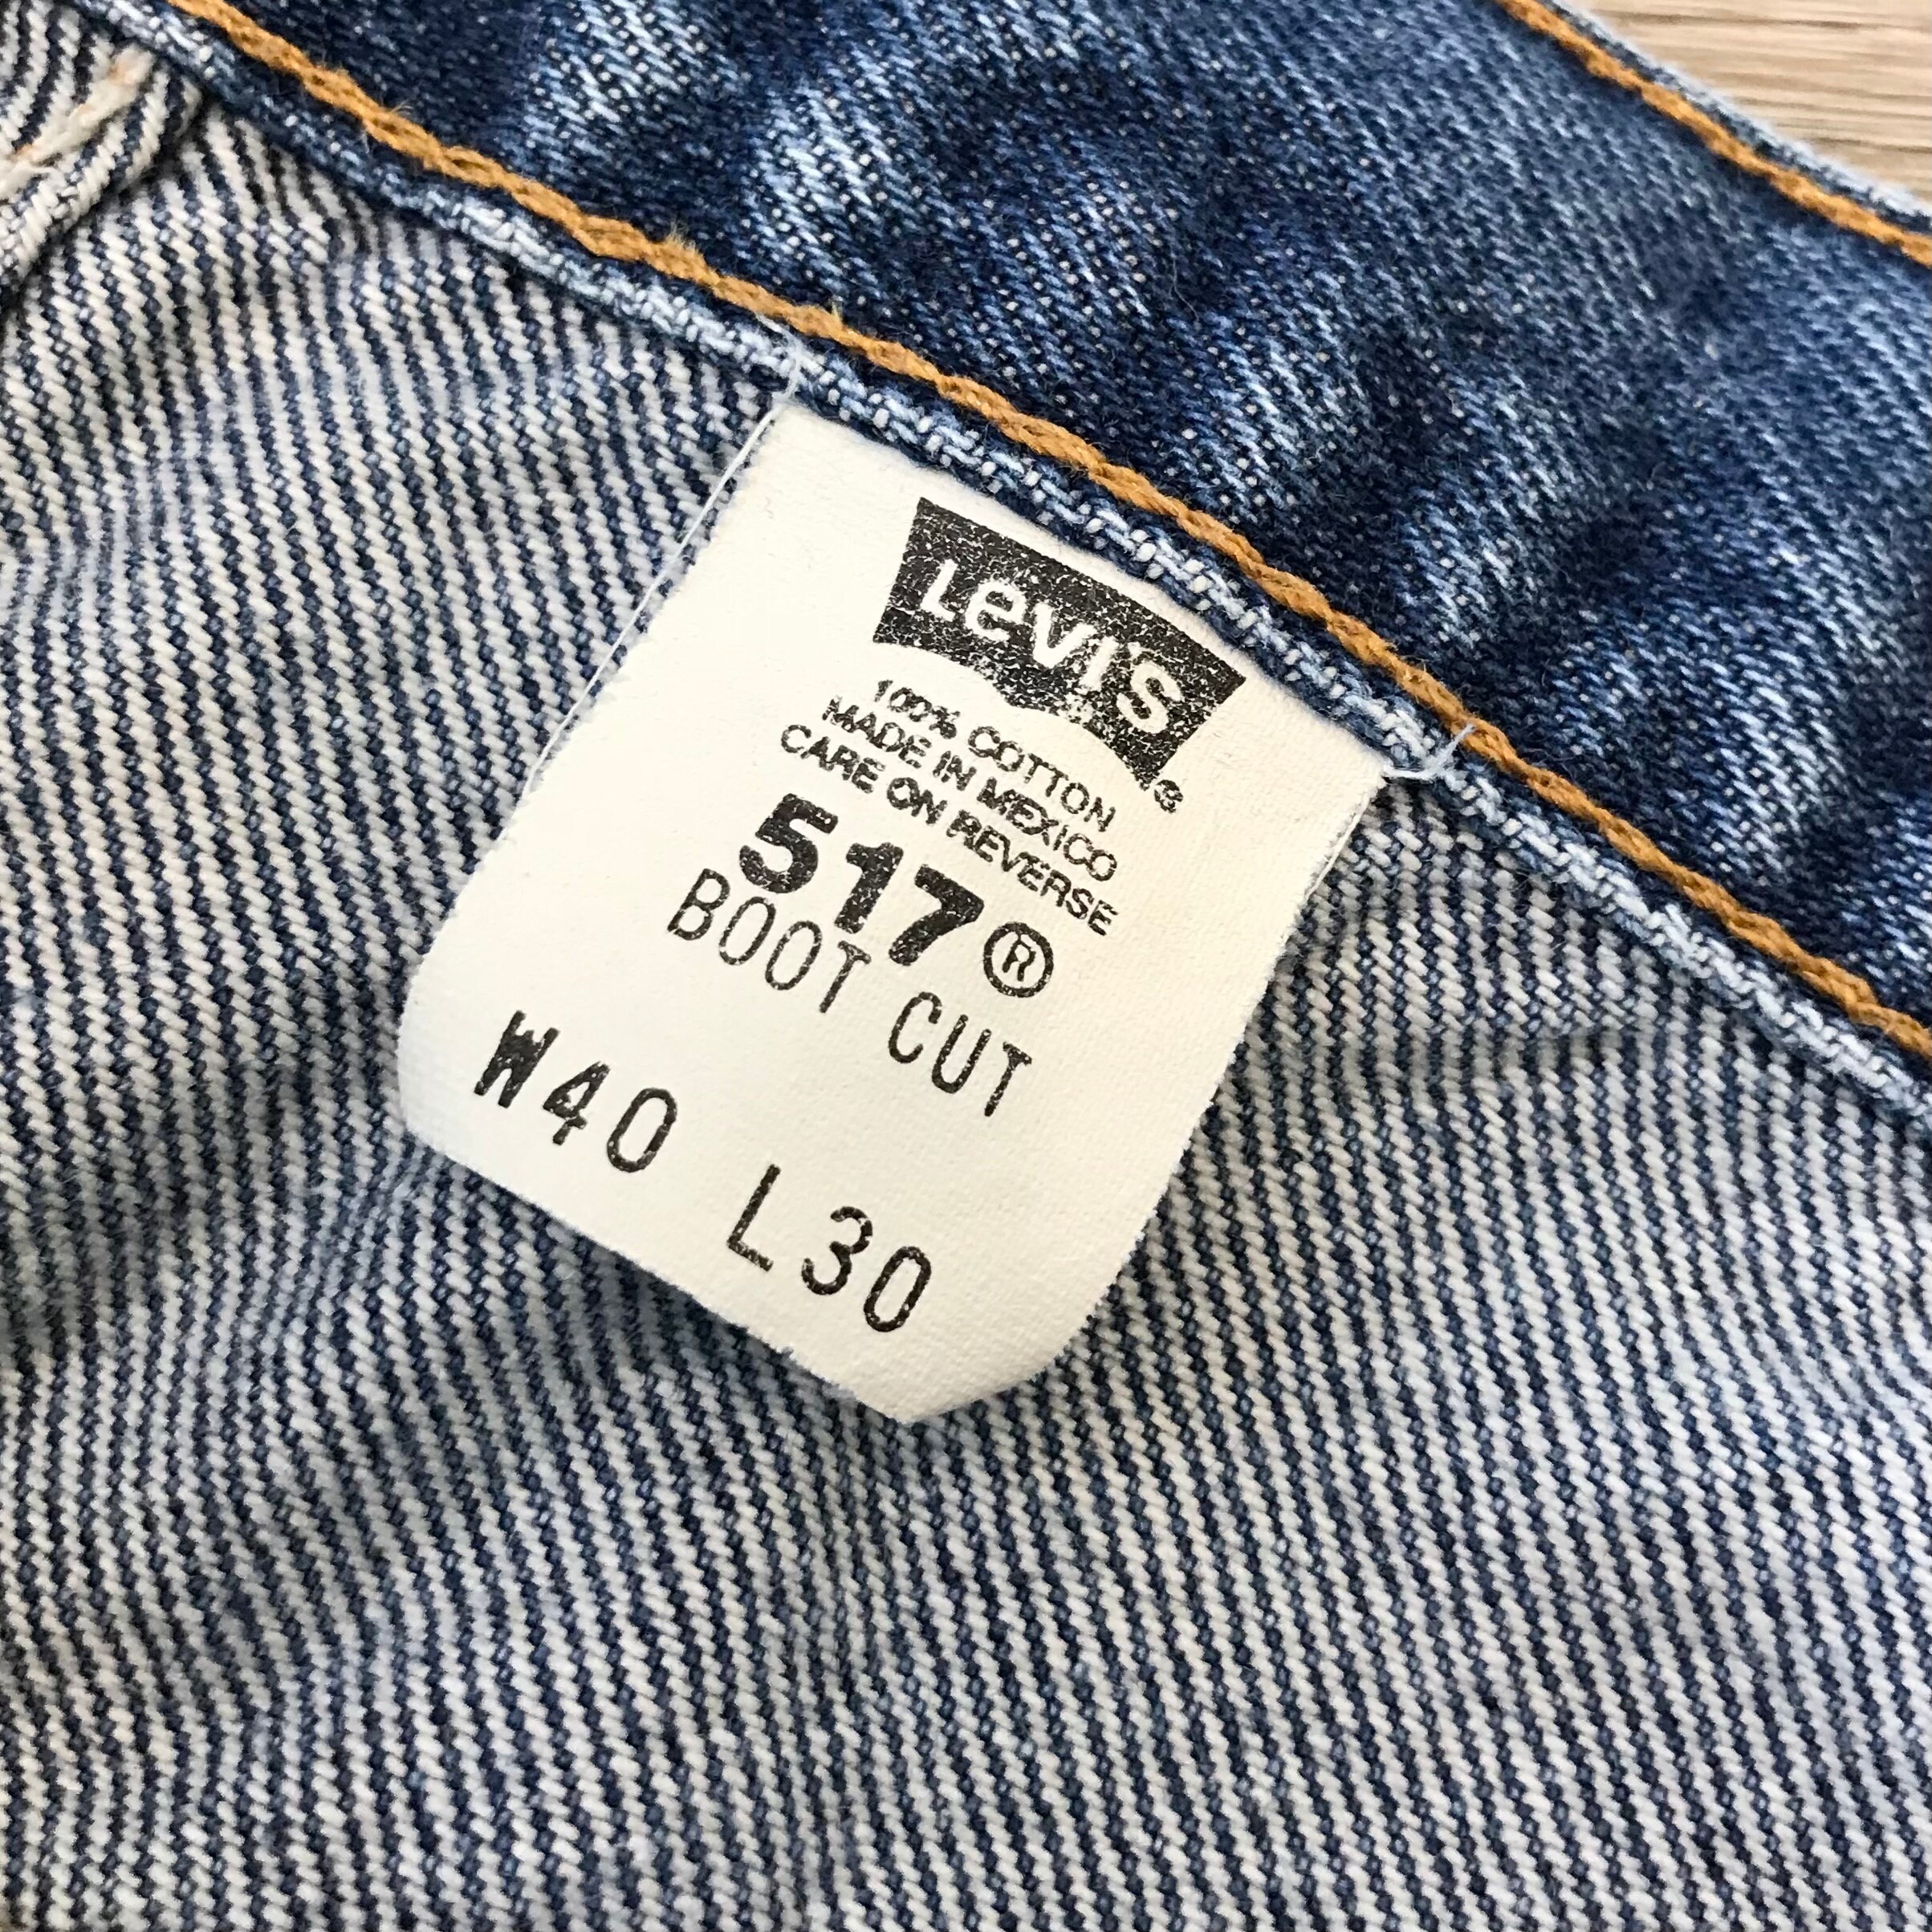 Levi's ®
100% COTTON
MADE IN MEXICO
CARE ON REVERSE
517®
BOOT CUT
W40 L30